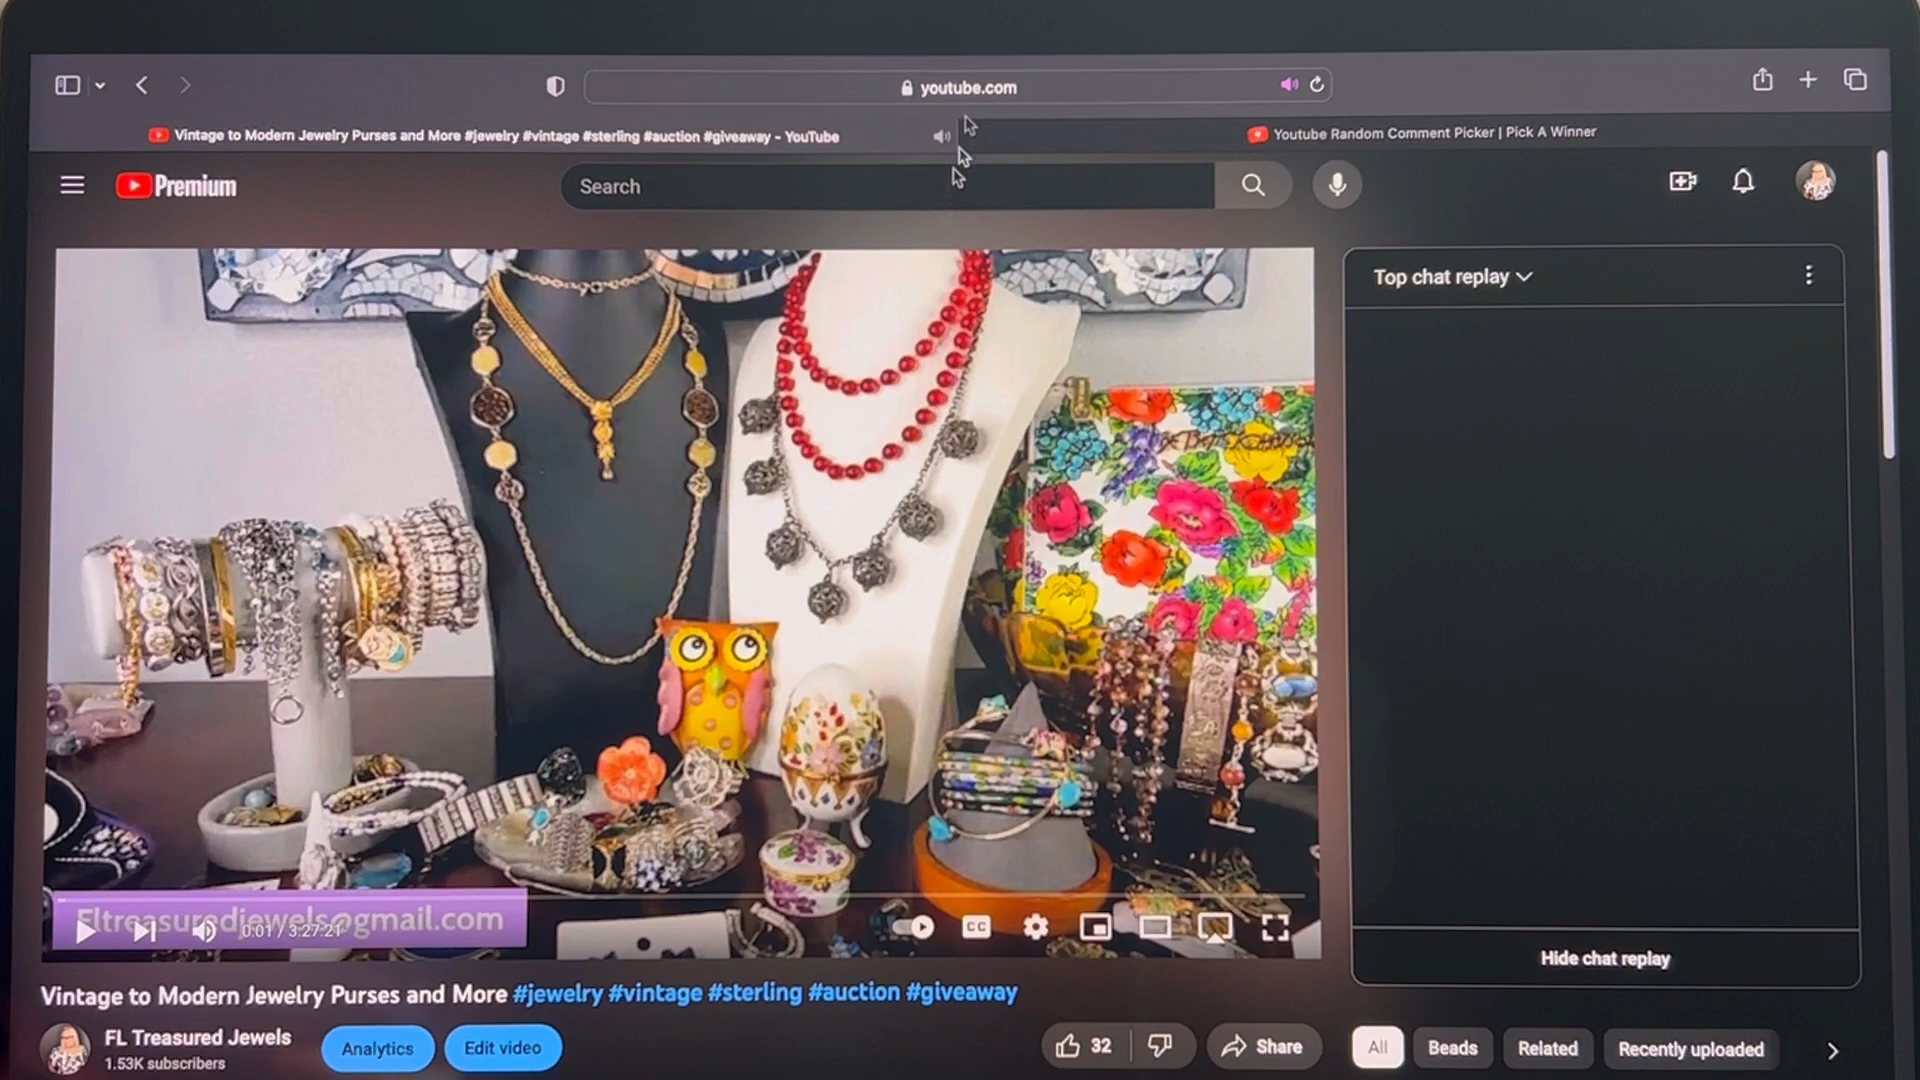 youtube.com
Vintage to Modern Jewelry Purses and More #jewelry #vintage #sterling #auction #giveaway - YouTube
Youtube Random Comment Picker | Pick A Winner
Premium
Search
Top chat replay
BETSEY JOHNSON
Fltreasuredjewels@gmail.com
0:01 / 3:27:21
CC
Hide chat replay
Vintage to Modern Jewelry Purses and More #jewelry #vintage #sterling #auction #giveaway
FL Treasured Jewels
1.53K subscribers
Analytics
Edit video
32
Share
All
Beads
Related
Recently uploaded